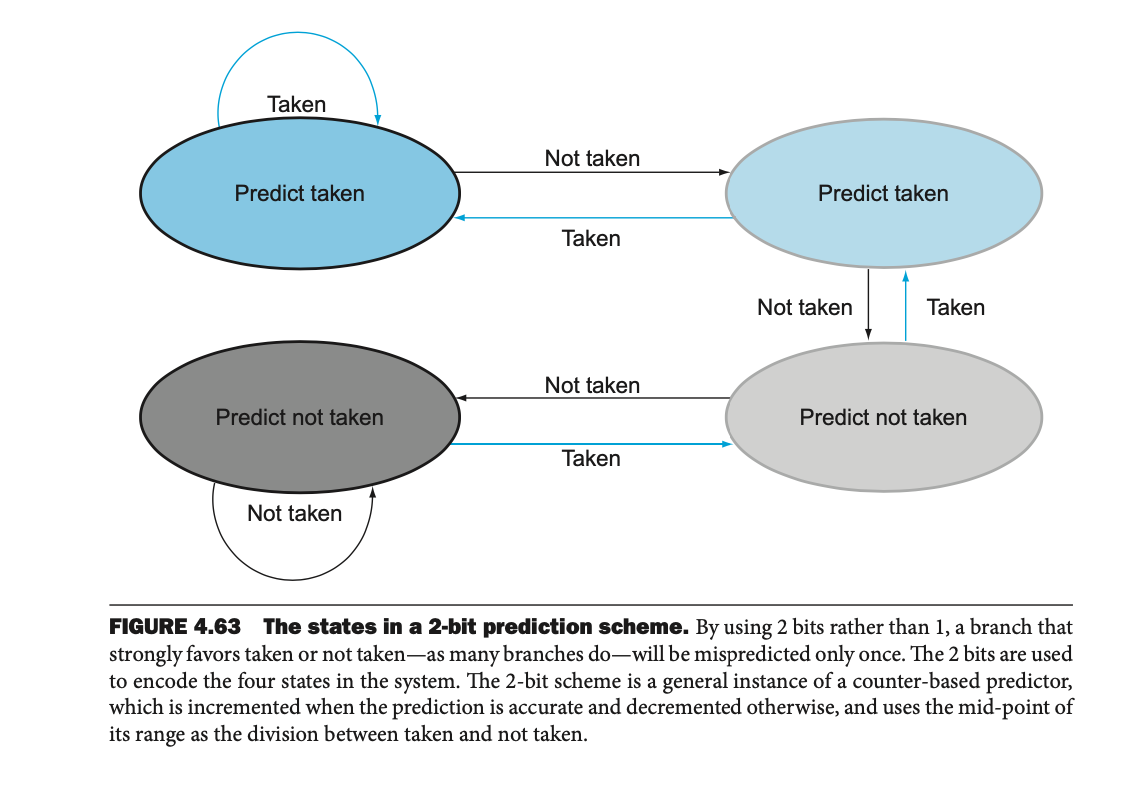 Taken
Predict taken
Not taken
Predict taken
Taken
Not taken
Taken
Predict not taken
Not taken
Predict not taken
Taken
Not taken
FIGURE 4.63 The states in a 2-bit prediction scheme. By using 2 bits rather than 1, a branch that
strongly favors taken or not taken—as many branches do—will be mispredicted only once. The 2 bits are used
to encode the four states in the system. The 2-bit scheme is a general instance of a counter-based predictor,
which is incremented when the prediction is accurate and decremented otherwise, and uses the mid-point of
its range as the division between taken and not taken.